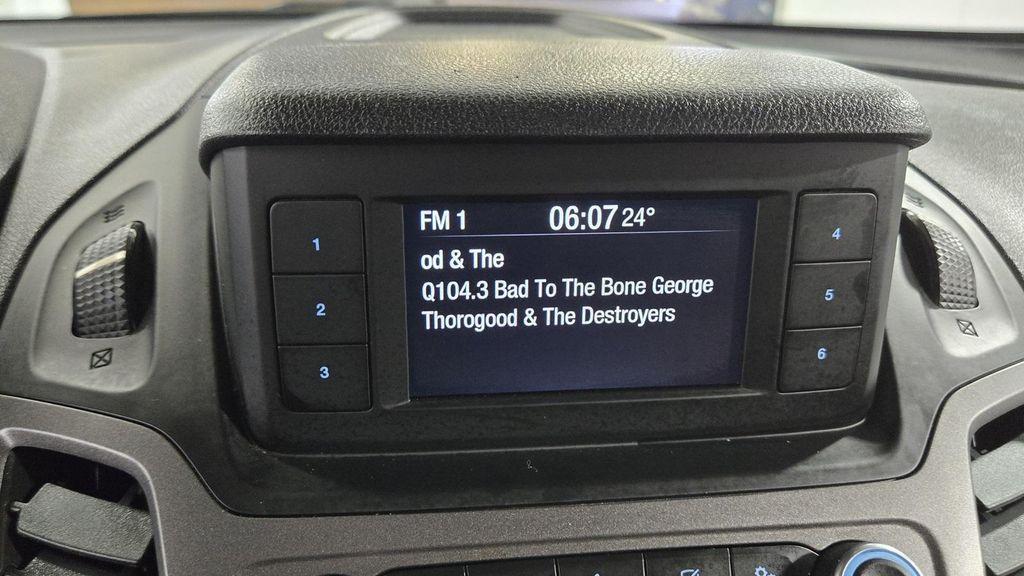 FM 1 06:07 24°
od & The
Q104.3 Bad To The Bone George
Thorogood & The Destroyers
1
2
3
4
5
6